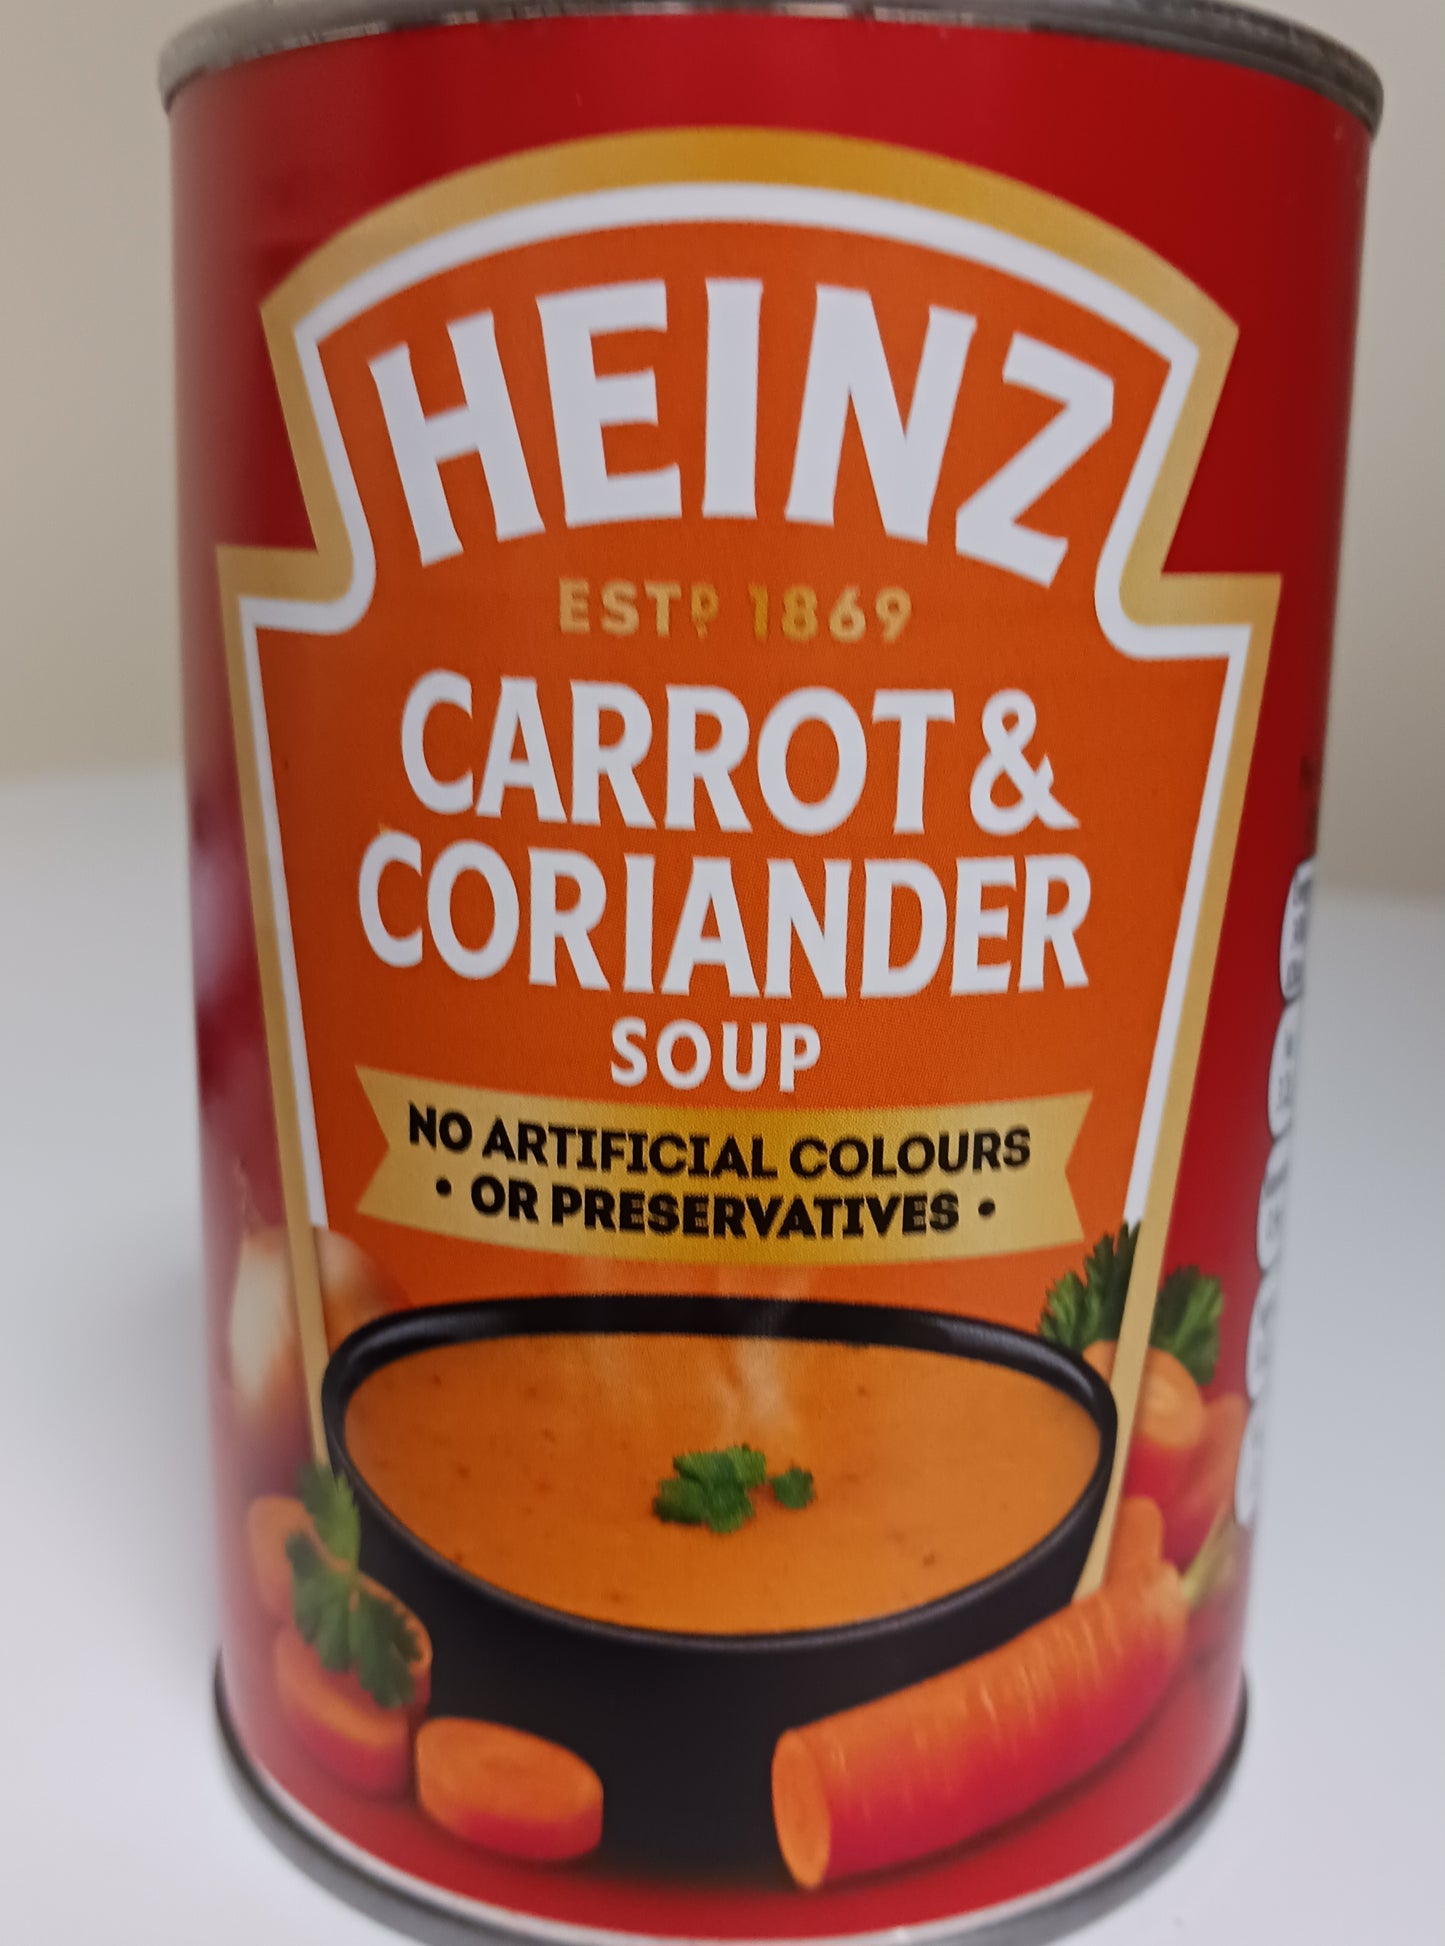 HEINZ
ESTD 1869
CARROT &
CORIANDER
SOUP
NO ARTIFICIAL COLOURS
• OR PRESERVATIVES •